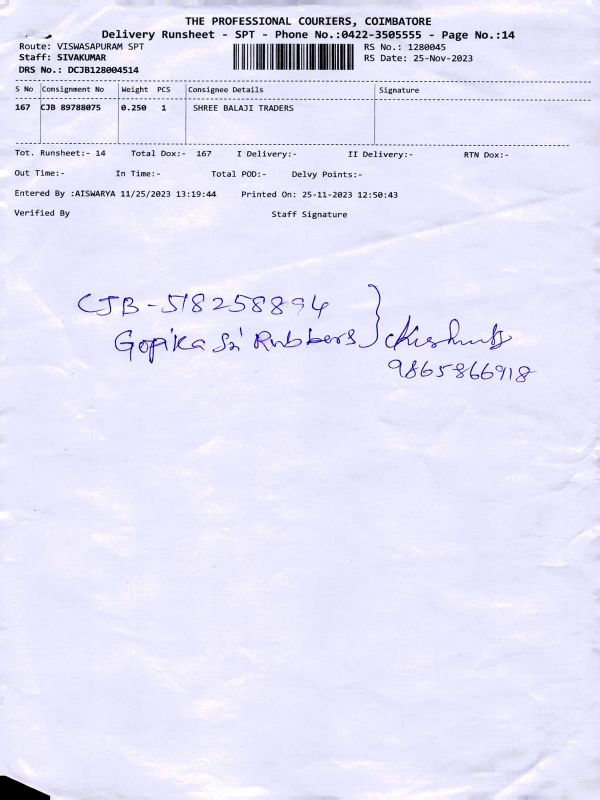 THE PROFESSIONAL COURIERS, COIMBATORE
Delivery Runsheet - SPT - Phone No.:0422-3505555 - Page No.:14
Route: VISWASAPURAM SPT
RS No.: 1280045
Staff: SIVAKUMAR
RS Date: 25-Nov-2023
DRS No.: DCJB128004514
S No Consignment No Weight PCS Consignee Details Signature
167 CJB 89788075 0.250 1 SHREE BALAJI TRADERS
Tot. Runsheet:- 14 Total Dox:- 167 I Delivery:- II Delivery:- RTN Dox:-
Out Time:- In Time:- Total POD:- Delvy Points:-
Entered By :AISWARYA 11/25/2023 13:19:44 Printed On: 25-11-2023 12:50:43
Verified By Staff Signature
CJB-518258894
Gopika Sri Rubbers
9865866918